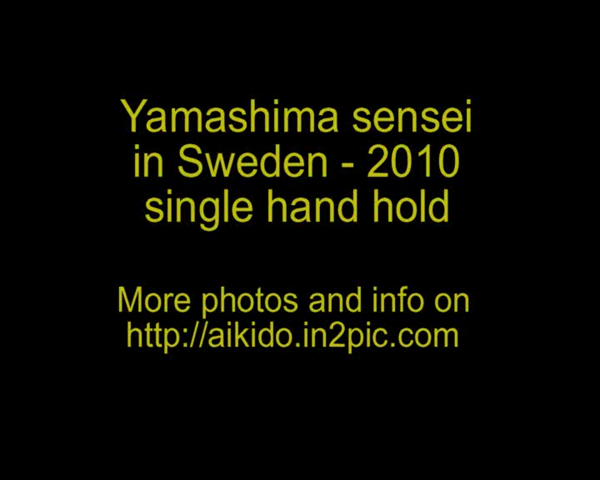 Yamashima sensei
in Sweden - 2010
single hand hold
More photos and info on
http://aikido.in2pic.com